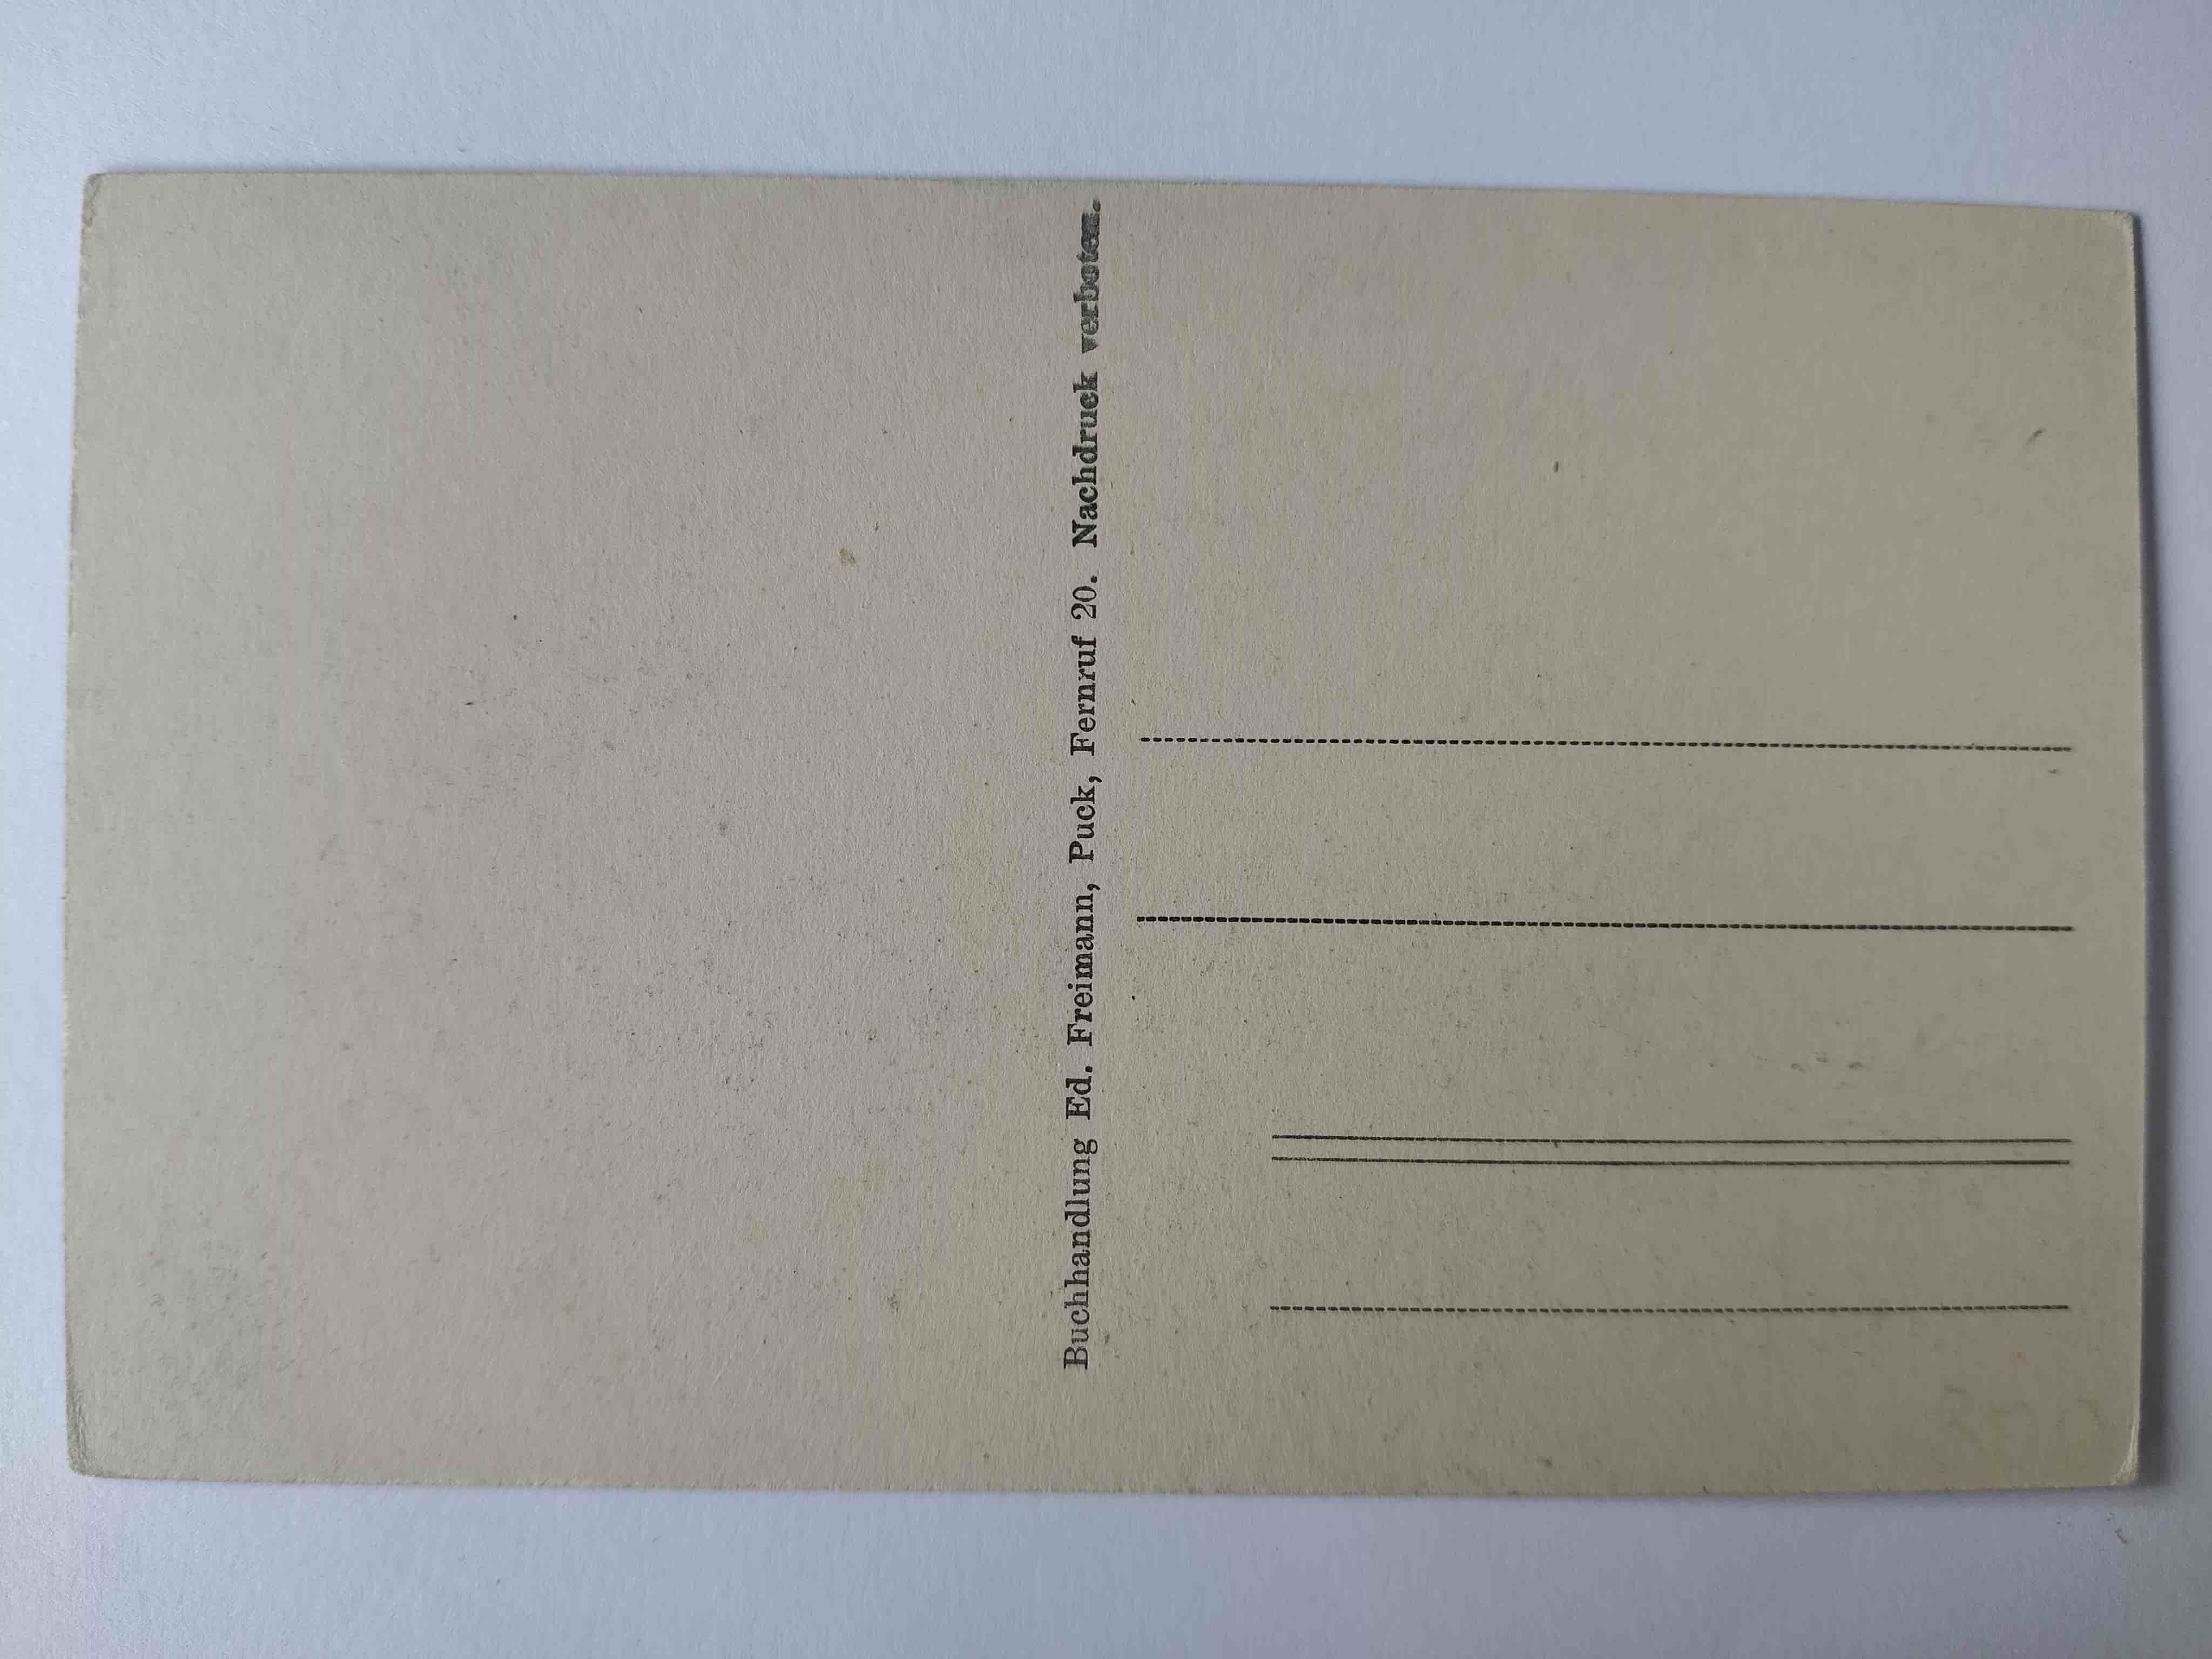 Buchhandlung Ed. Freimann, Puck, Fernruf 20. Nachdruck verboten.